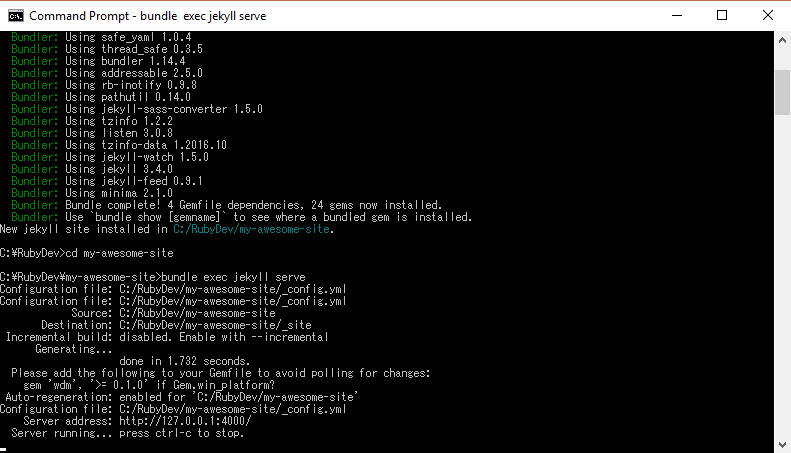 Command Prompt - bundle  exec jekyll serve
Bundler: Using safe_yaml 1.0.4
Bundler: Using thread_safe 0.3.5
Bundler: Using bundler 1.14.4
Bundler: Using addressable 2.5.0
Bundler: Using rb-inotify 0.9.8
Bundler: Using pathutil 0.14.0
Bundler: Using jekyll-sass-converter 1.5.0
Bundler: Using tzinfo 1.2.2
Bundler: Using listen 3.0.8
Bundler: Using tzinfo-data 1.2016.10
Bundler: Using jekyll-watch 1.5.0
Bundler: Using jekyll 3.4.0
Bundler: Using jekyll-feed 0.9.1
Bundler: Using minima 2.1.0
Bundler: Bundle complete! 4 Gemfile dependencies, 24 gems now installed.
Bundler: Use `bundle show [gemname]` to see where a bundled gem is installed.
New jekyll site installed in C:/RubyDev/my-awesome-site.
C:¥RubyDev>cd my-awesome-site
C:¥RubyDev¥my-awesome-site>bundle exec jekyll serve
Configuration file: C:/RubyDev/my-awesome-site/_config.yml
Configuration file: C:/RubyDev/my-awesome-site/_config.yml
Source: C:/RubyDev/my-awesome-site
Destination: C:/RubyDev/my-awesome-site/_site
Incremental build: disabled. Enable with --incremental
Generating...
done in 1.732 seconds.
Please add the following to your Gemfile to avoid polling for changes:
gem 'wdm', '>= 0.1.0' if Gem.win_platform?
Auto-regeneration: enabled for 'C:/RubyDev/my-awesome-site'
Configuration file: C:/RubyDev/my-awesome-site/_config.yml
Server address: http://127.0.0.1:4000/
Server running... press ctrl-c to stop.